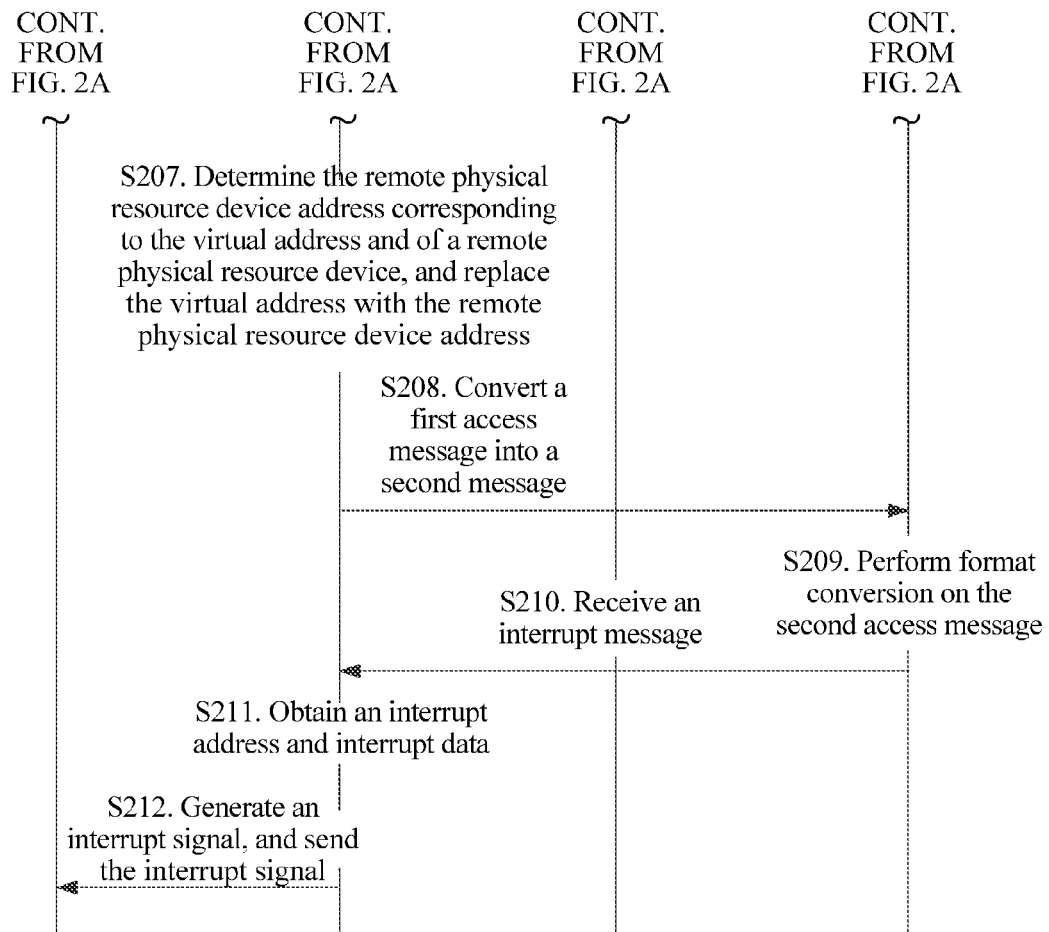 CONT.
FROM
FIG. 2A
CONT.
FROM
FIG. 2A
CONT.
FROM
FIG. 2A
CONT.
FROM
FIG. 2A
S207. Determine the remote physical
resource device address corresponding
to the virtual address and of a remote
physical resource device, and replace
the virtual address with the remote
physical resource device address
S208. Convert a
first access
message into a
second message
S209. Perform format
conversion on the
second access message
S210. Receive an
interrupt message
S211. Obtain an interrupt
address and interrupt data
S212. Generate an
interrupt signal, and send
the interrupt signal